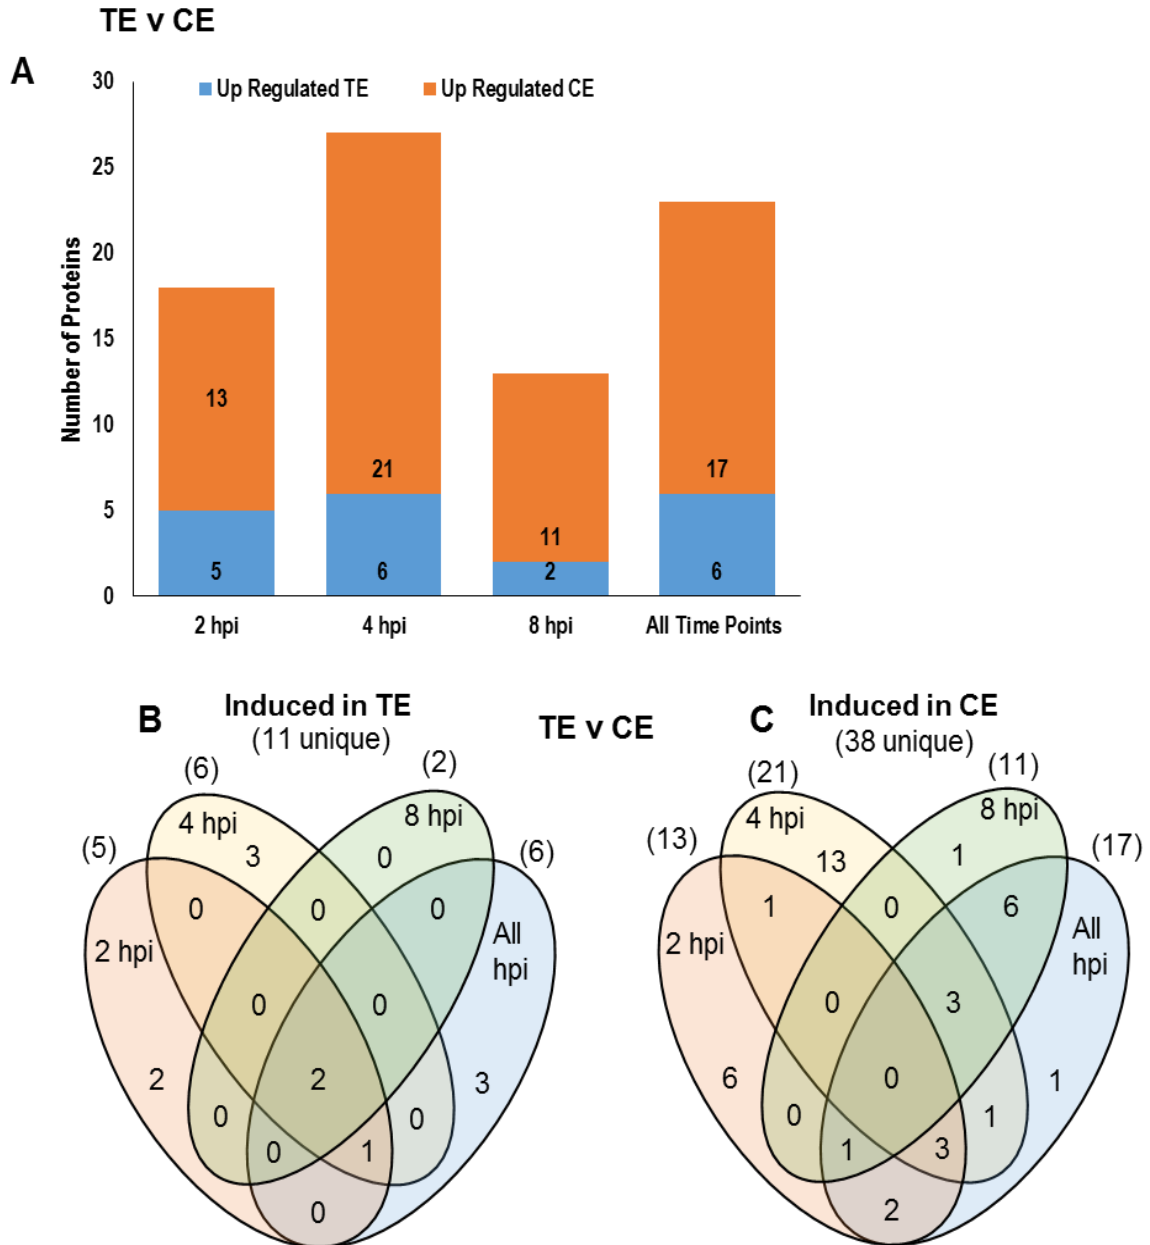 TE v CE
A
30
25
20
15
10
5
0
Number of Proteins
Up Regulated TE
Up Regulated CE
13
5
21
6
11
2
17
6
2 hpi
4 hpi
8 hpi
All Time Points
B
Induced in TE
(11 unique)
TE v CE
(6)
(2)
(5)
(6)
4 hpi
8 hpi
3
0
0
0
0
2 hpi
All
hpi
0
0
2
2
3
0
0
0
1
0
C
Induced in CE
(38 unique)
(21)
(11)
(13)
(17)
4 hpi
8 hpi
13
1
1
0
6
2 hpi
All
hpi
0
3
6
0
1
0
1
1
3
2